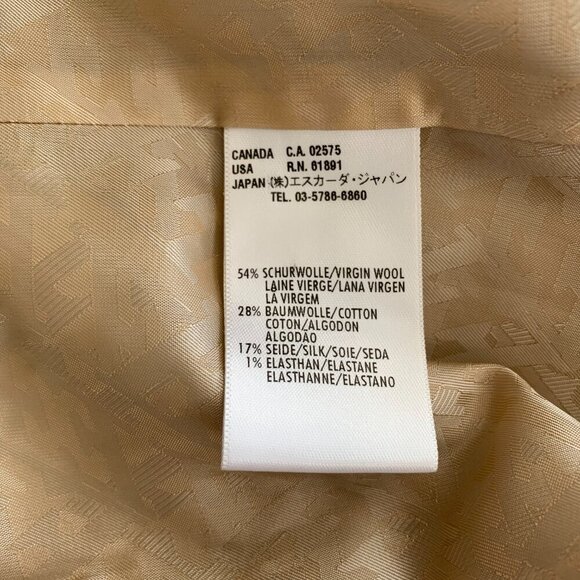 CANADA C.A. 02575
USA R.N. 61891
JAPAN (株)エスカーダ・ジャパン
TEL. 03-5786-6860
54% SCHURWOLLE/VIRGIN WOOL
LAINE VIERGE/LANA VIRGEN
LÃ VIRGEM
28% BAUMWOLLE/COTTON
COTON/ALGODON
ALGODÃO
17% SEIDE/SILK/SOIE/SEDA
1% ELASTHAN/ELASTANE
ELASTHANNE/ELASTANO